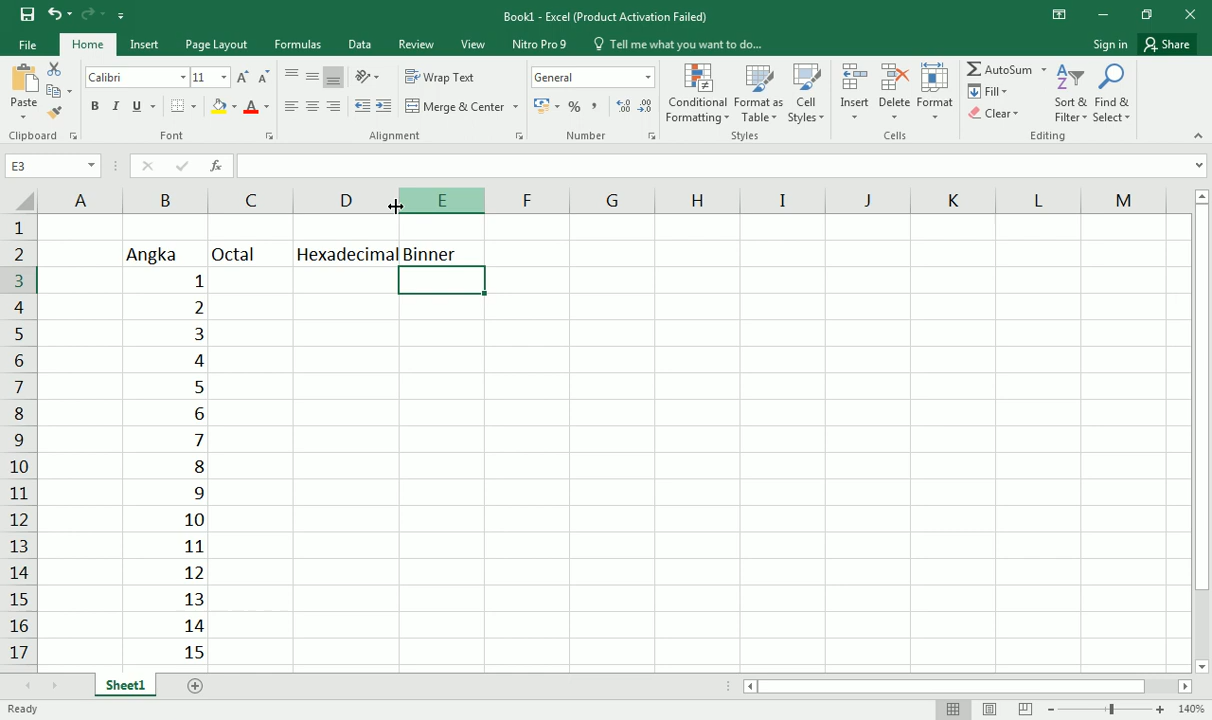 Book1 - Excel (Product Activation Failed)
File Home Insert Page Layout Formulas Data Review View Nitro Pro 9 Tell me what you want to do... Sign in Share
Calibri 11 Wrap Text General AutoSum
Fill
Paste B I U Merge & Center % , Conditional Formatting Format as Table Cell Styles Insert Delete Format Clear Sort & Filter Find & Select
Clipboard Font Alignment Number Styles Cells Editing
E3 fx
A B C D E F G H I J K L M
1
2 Angka Octal Hexadecimal Binner
3 1
4 2
5 3
6 4
7 5
8 6
9 7
10 8
11 9
12 10
13 11
14 12
15 13
16 14
17 15
Sheet1
Ready 140%